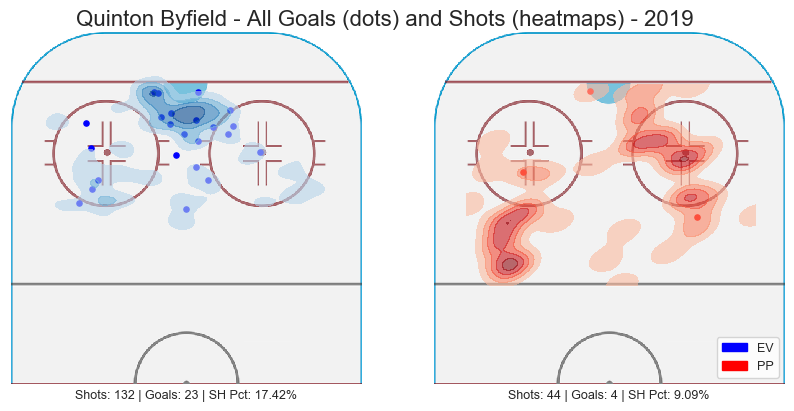 Quinton Byfield - All Goals (dots) and Shots (heatmaps) - 2019
EV
PP
Shots: 132 | Goals: 23 | SH Pct: 17.42%
Shots: 44 | Goals: 4 | SH Pct: 9.09%